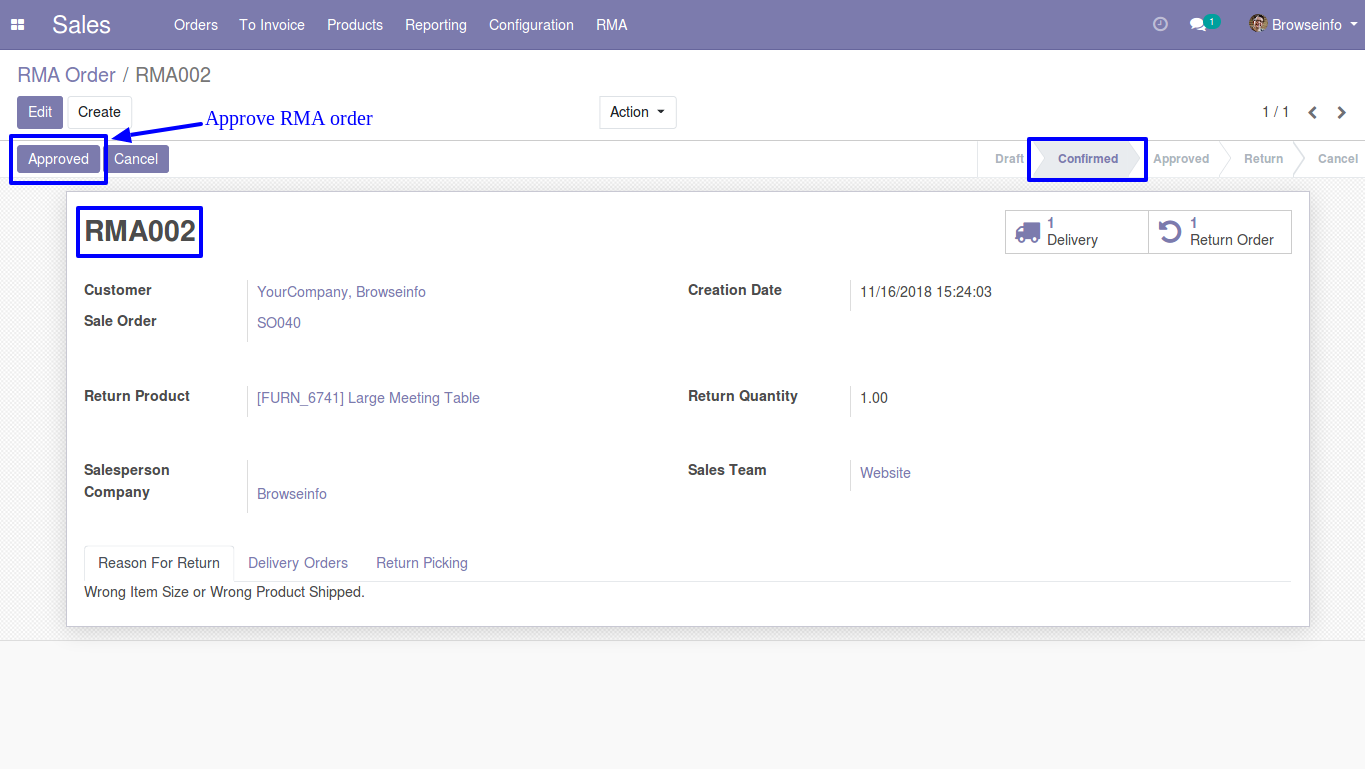 Sales Orders To Invoice Products Reporting Configuration RMA 1 Browseinfo
RMA Order / RMA002
Edit Create Action 1 / 1
Approve RMA order
Approved Cancel Draft Confirmed Approved Return Cancel
RMA002
1 Delivery
1 Return Order
Customer YourCompany, Browseinfo Creation Date 11/16/2018 15:24:03
Sale Order SO040
Return Product [FURN_6741] Large Meeting Table Return Quantity 1.00
Salesperson Sales Team Website
Company Browseinfo
Reason For Return Delivery Orders Return Picking
Wrong Item Size or Wrong Product Shipped.